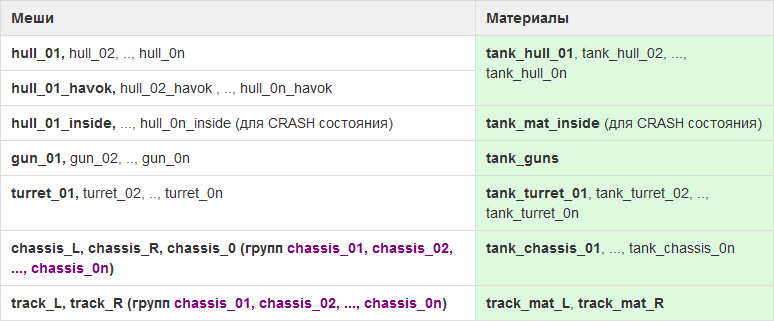 Меши
Материалы
hull_01, hull_02, .., hull_0n
tank_hull_01, tank_hull_02, ...,
tank_hull_0n
hull_01_havok, hull_02_havok , .., hull_0n_havok
hull_01_inside, ..., hull_0n_inside (для CRASH состояния)
tank_mat_inside (для CRASH состояния)
gun_01, gun_02, .., gun_0n
tank_guns
turret_01, turret_02, .., turret_0n
tank_turret_01, tank_turret_02, ..,
tank_turret_0n
chassis_L, chassis_R, chassis_0 (групп chassis_01, chassis_02,
..., chassis_0n)
tank_chassis_01, ..., tank_chassis_0n
track_L, track_R (групп chassis_01, chassis_02, ..., chassis_0n)
track_mat_L, track_mat_R